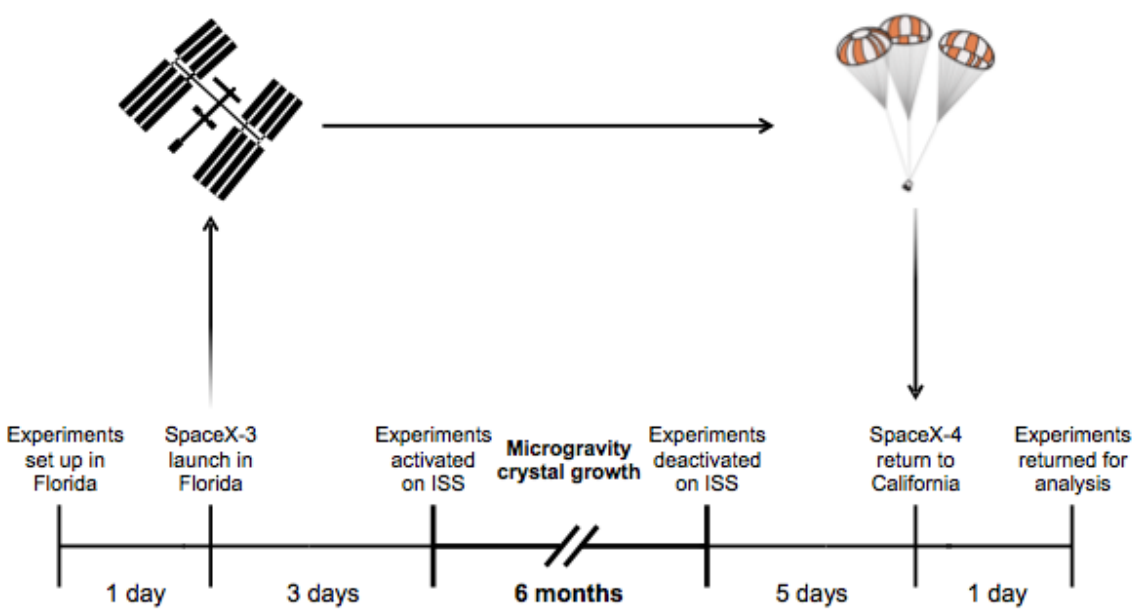 Experiments
set up in
Florida
SpaceX-3
launch in
Florida
Experiments
activated
on ISS
Microgravity
crystal growth
Experiments
deactivated
on ISS
SpaceX-4
return to
California
Experiments
returned for
analysis
1 day
3 days
6 months
5 days
1 day